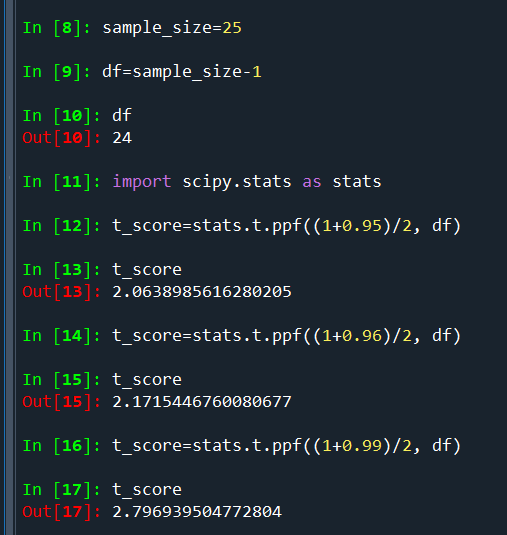 In [8]: sample_size=25
In [9]: df=sample_size-1
In [10]: df
Out[10]: 24
In [11]: import scipy.stats as stats
In [12]: t_score=stats.t.ppf((1+0.95)/2, df)
In [13]: t_score
Out[13]: 2.0638985616280205
In [14]: t_score=stats.t.ppf((1+0.96)/2, df)
In [15]: t_score
Out[15]: 2.1715446760080677
In [16]: t_score=stats.t.ppf((1+0.99)/2, df)
In [17]: t_score
Out[17]: 2.796939504772804